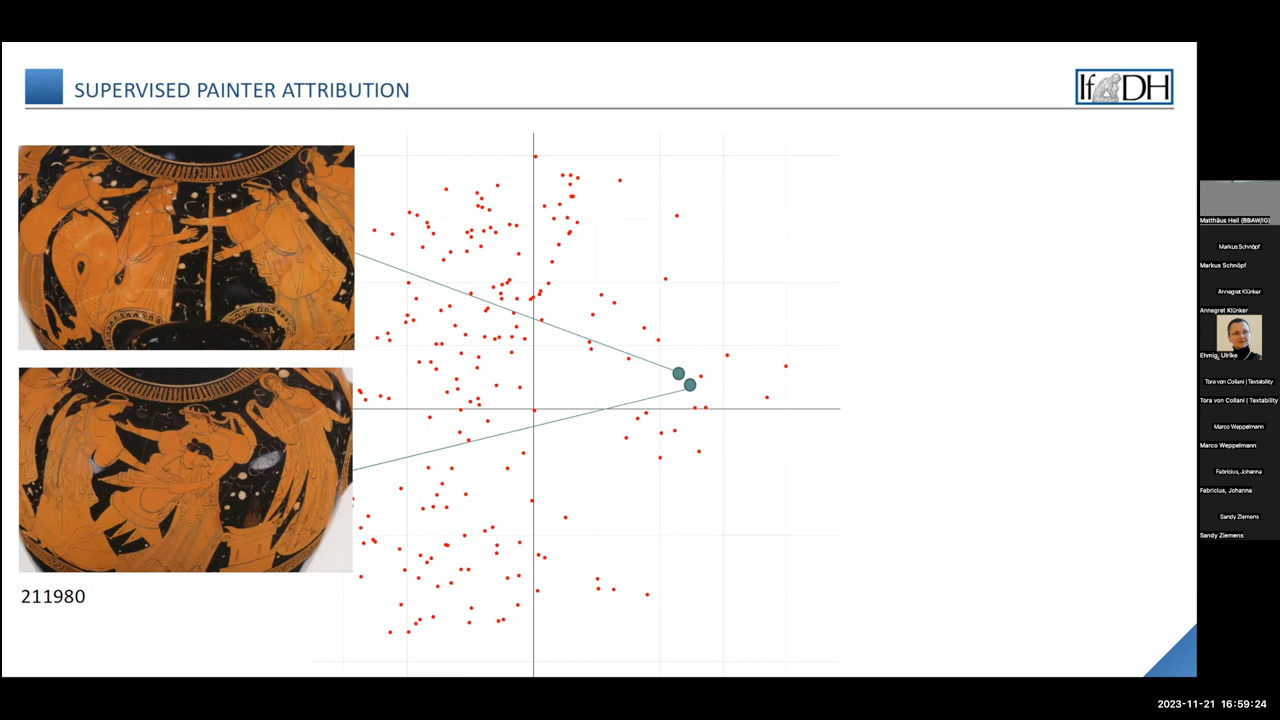 SUPERVISED PAINTER ATTRIBUTION
If DH
211980
Matthäus Heil (BBAW/IG)
Markus Schnöpf
Markus Schnöpf
Annegret Klünker
Annegret Klünker
Ehmig, Ulrike
Tora von Collani | Textability
Tora von Collani | Textability
Marco Weppelmann
Marco Weppelmann
Fabricius, Johanna
Fabricius, Johanna
Sandy Ziemens
Sandy Ziemens
2023-11-21 16:59:24